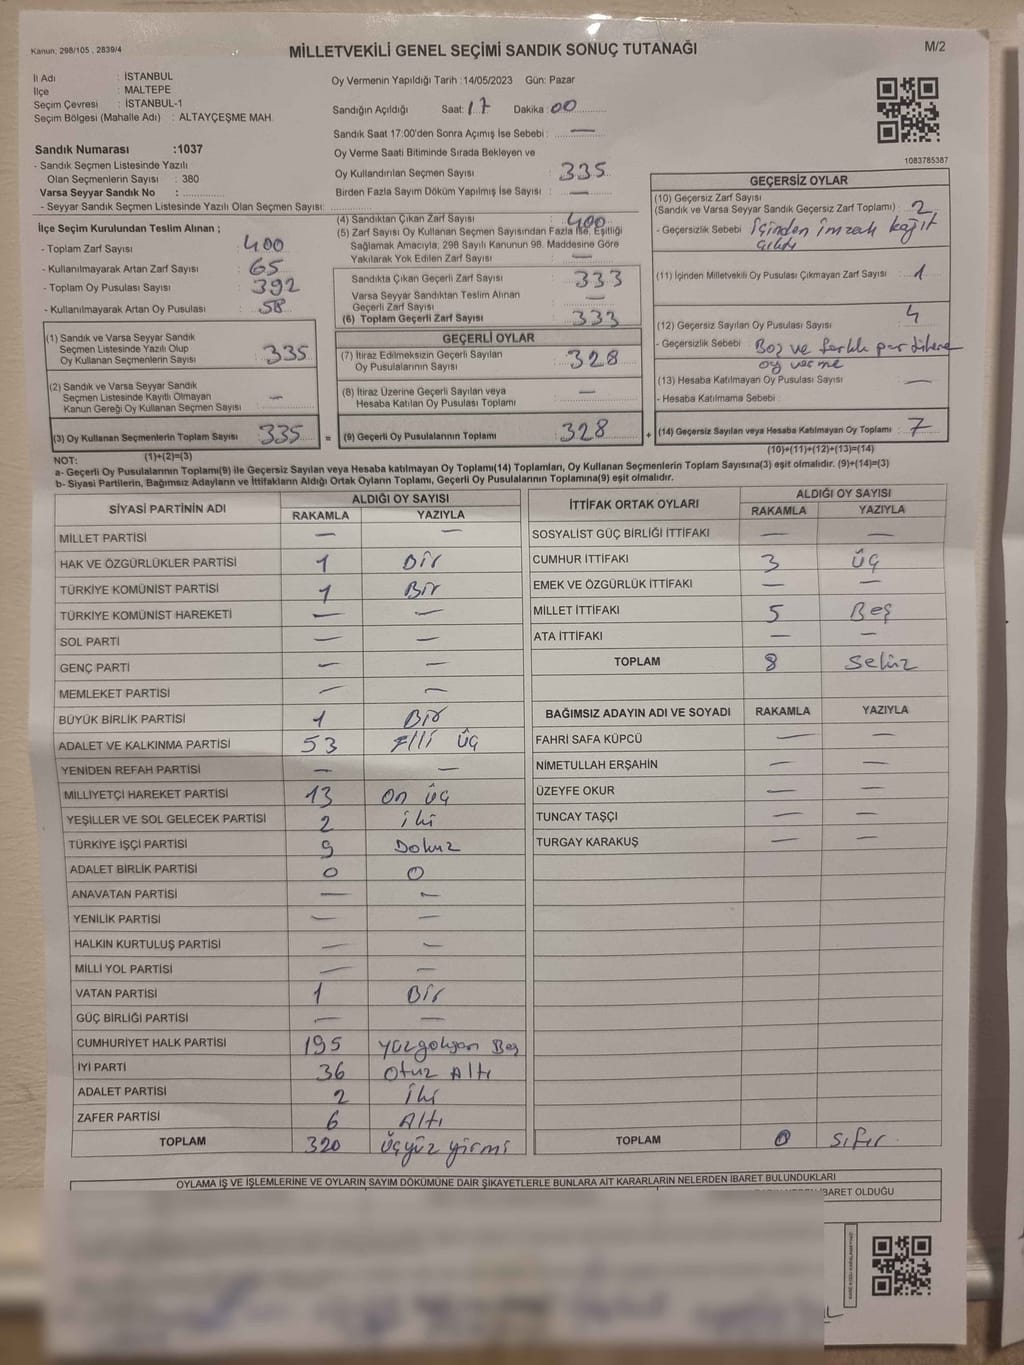 Kanun, 298/105 , 2839/4
MİLLETVEKİLİ GENEL SEÇİMİ SANDIK SONUÇ TUTANAĞI
M/2
İl Adı : İSTANBUL
İlçe : MALTEPE
Seçim Çevresi : İSTANBUL-1
Seçim Bölgesi (Mahalle Adı) : ALTAYÇEŞME MAH.
Sandık Numarası :1037
- Sandık Seçmen Listesinde Yazılı
Olan Seçmenlerin Sayısı : 380
Varsa Seyyar Sandık No :
- Seyyar Sandık Seçmen Listesinde Yazılı Olan Seçmen Sayısı:
Oy Vermenin Yapıldığı Tarih :14/05/2023 Gün: Pazar
Sandığın Açıldığı Saat: 17 Dakika: 00
Sandık Saat 17:00'den Sonra Açımış İse Sebebi : —
Oy Verme Saati Bitiminde Sırada Bekleyen ve
Oy Kullandırılan Seçmen Sayısı : 335
Birden Fazla Sayım Döküm Yapılmış İse Sayısı : —
1083785387
İlçe Seçim Kurulundan Teslim Alınan ;
- Toplam Zarf Sayısı : 400
- Kullanılmayarak Artan Zarf Sayısı : 65
- Toplam Oy Pusulası Sayısı : 392
- Kullanılmayarak Artan Oy Pusulası : 58
(1) Sandık ve Varsa Seyyar Sandık
Seçmen Listesinde Yazılı Olup
Oy Kullanan Seçmenlerin Sayısı : 335
(2) Sandık ve Varsa Seyyar Sandık
Seçmen Listesinde Kayıtlı Olmayan
Kanun Gereği Oy Kullanan Seçmen Sayısı : —
(3) Oy Kullanan Seçmenlerin Toplam Sayısı : 335 =
(1)+(2)=(3)
(4) Sandıktan Çıkan Zarf Sayısı : 400
(5) Zarf Sayısı Oy Kullanan Seçmen Sayısından Fazla İse, Eşitliği
Sağlamak Amacıyla, 298 Sayılı Kanunun 98. Maddesine Göre
Yakılarak Yok Edilen Zarf Sayısı : —
Sandıkta Çıkan Geçerli Zarf Sayısı : 333
Varsa Seyyar Sandıktan Teslim Alınan
Geçerli Zarf Sayısı : —
(6) Toplam Geçerli Zarf Sayısı : 333
GEÇERLİ OYLAR
(7) İtiraz Edilmeksizin Geçerli Sayılan
Oy Pusulalarının Sayısı : 328
(8) İtiraz Üzerine Geçerli Sayılan veya
Hesaba Katılan Oy Pusulası Toplamı : —
(9) Geçerli Oy Pusulalarının Toplamı : 328 +
GEÇERSİZ OYLAR
(10) Geçersiz Zarf Sayısı
(Sandık ve Varsa Seyyar Sandık Geçersiz Zarf Toplamı) : 2
- Geçersizlik Sebebi : İçinden İmzalı kağıt
çıktı
(11) İçinden Milletvekili Oy Pusulası Çıkmayan Zarf Sayısı : 1
(12) Geçersiz Sayılan Oy Pusulası Sayısı : 4
- Geçersizlik Sebebi : Boş ve farklı partilere
oy verme
(13) Hesaba Katılmayan Oy Pusulası Sayısı : —
- Hesaba Katılmama Sebebi :
(14) Geçersiz Sayılan veya Hesaba Katılmayan Oy Toplamı : 7
(10)+(11)+(12)+(13)=(14)
NOT:
a- Geçerli Oy Pusulalarının Toplamı(9) ile Geçersiz Sayılan veya Hesaba katılmayan Oy Toplamı(14) Toplamları, Oy Kullanan Seçmenlerin Toplam Sayısına(3) eşit olmalıdır. (9)+(14)=(3)
b- Siyasi Partilerin, Bağımsız Adayların ve İttifakların Aldığı Ortak Oyların Toplamı, Geçerli Oy Pusulalarının Toplamına(9) eşit olmalıdır.
SİYASİ PARTİNİN ADI ALDIĞI OY SAYISI
RAKAMLA YAZIYLA
MİLLET PARTİSİ — —
HAK VE ÖZGÜRLÜKLER PARTİSİ 1 Bir
TÜRKİYE KOMÜNİST PARTİSİ 1 Bir
TÜRKİYE KOMÜNİST HAREKETİ — —
SOL PARTİ — —
GENÇ PARTİ — —
MEMLEKET PARTİSİ — —
BÜYÜK BİRLİK PARTİSİ 1 Bir
ADALET VE KALKINMA PARTİSİ 53 Elli üç
YENİDEN REFAH PARTİSİ — —
MİLLİYETÇİ HAREKET PARTİSİ 13 On üç
YEŞİLLER VE SOL GELECEK PARTİSİ 2 iki
TÜRKİYE İŞÇİ PARTİSİ 9 Dokuz
ADALET BİRLİK PARTİSİ 0 0
ANAVATAN PARTİSİ — —
YENİLİK PARTİSİ — —
HALKIN KURTULUŞ PARTİSİ — —
MİLLİ YOL PARTİSİ — —
VATAN PARTİSİ 1 Bir
GÜÇ BİRLİĞİ PARTİSİ — —
CUMHURİYET HALK PARTİSİ 195 Beş
İYİ PARTİ 36 Otuz Altı
ADALET PARTİSİ 2 İki
ZAFER PARTİSİ 6 Altı
TOPLAM 320 üçyüz yirmi
İTTİFAK ORTAK OYLARI ALDIĞI OY SAYISI
RAKAMLA YAZIYLA
SOSYALİST GÜÇ BİRLİĞİ İTTİFAKI — —
CUMHUR İTTİFAKI 3 üç
EMEK VE ÖZGÜRLÜK İTTİFAKI — —
MİLLET İTTİFAKI 5 Beş
ATA İTTİFAKI — —
TOPLAM 8 Sekiz
BAĞIMSIZ ADAYIN ADI VE SOYADI RAKAMLA YAZIYLA
FAHRİ SAFA KÜPCÜ — —
NİMETULLAH ERŞAHİN — —
ÜZEYFE OKUR — —
TUNCAY TAŞÇI — —
TURGAY KARAKUŞ —
TOPLAM 0 Sıfır
OYLAMA İŞ VE İŞLEMLERİNE VE OYLARIN SAYIM DÖKÜMÜNE DAİR ŞİKAYETLERLE BUNLARA AİT KARARLARIN NELERDEN İBARET BULUNDUKLARI
İBARET OLDUĞU